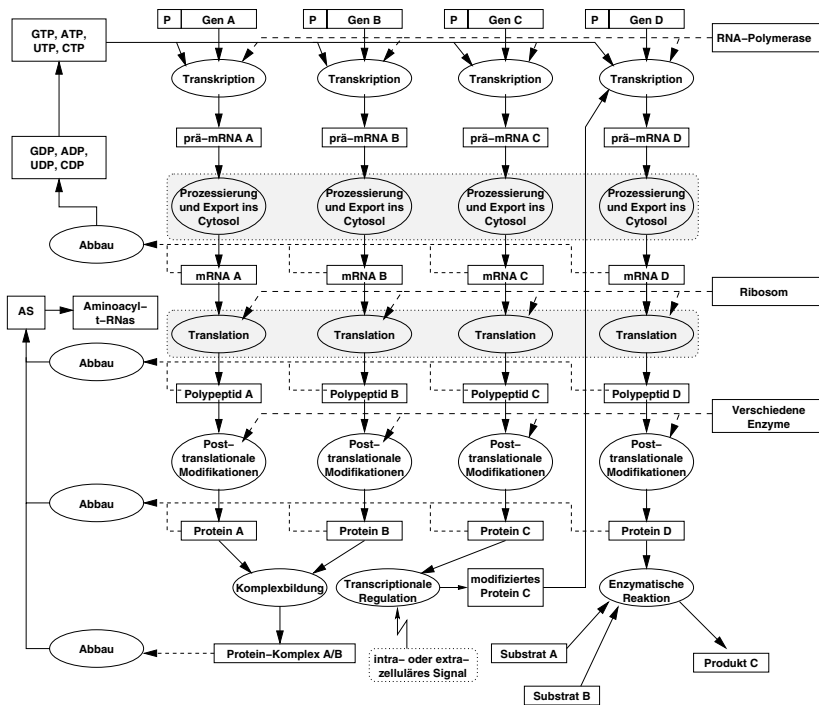 P Gen A
P Gen B
P Gen C
P Gen D
GTP, ATP,
UTP, CTP
RNA-Polymerase
Transkription
Transkription
Transkription
Transkription
prä-mRNA A
prä-mRNA B
prä-mRNA C
prä-mRNA D
GDP, ADP,
UDP, CDP
Prozessierung
und Export ins
Cytosol
Prozessierung
und Export ins
Cytosol
Prozessierung
und Export ins
Cytosol
Prozessierung
und Export ins
Cytosol
Abbau
mRNA A
mRNA B
mRNA C
mRNA D
Ribosom
AS
Aminoacyl-
t-RNas
Translation
Translation
Translation
Translation
Abbau
Polypeptid A
Polypeptid B
Polypeptid C
Polypeptid D
Verschiedene
Enzyme
Post-
translationale
Modifikationen
Post-
translationale
Modifikationen
Post-
translationale
Modifikationen
Post-
translationale
Modifikationen
Abbau
Protein A
Protein B
Protein C
Protein D
Komplexbildung
Transcriptionale
Regulation
modifiziertes
Protein C
Enzymatische
Reaktion
Abbau
Protein-Komplex A/B
intra- oder extra-
zelluläres Signal
Substrat A
Produkt C
Substrat B